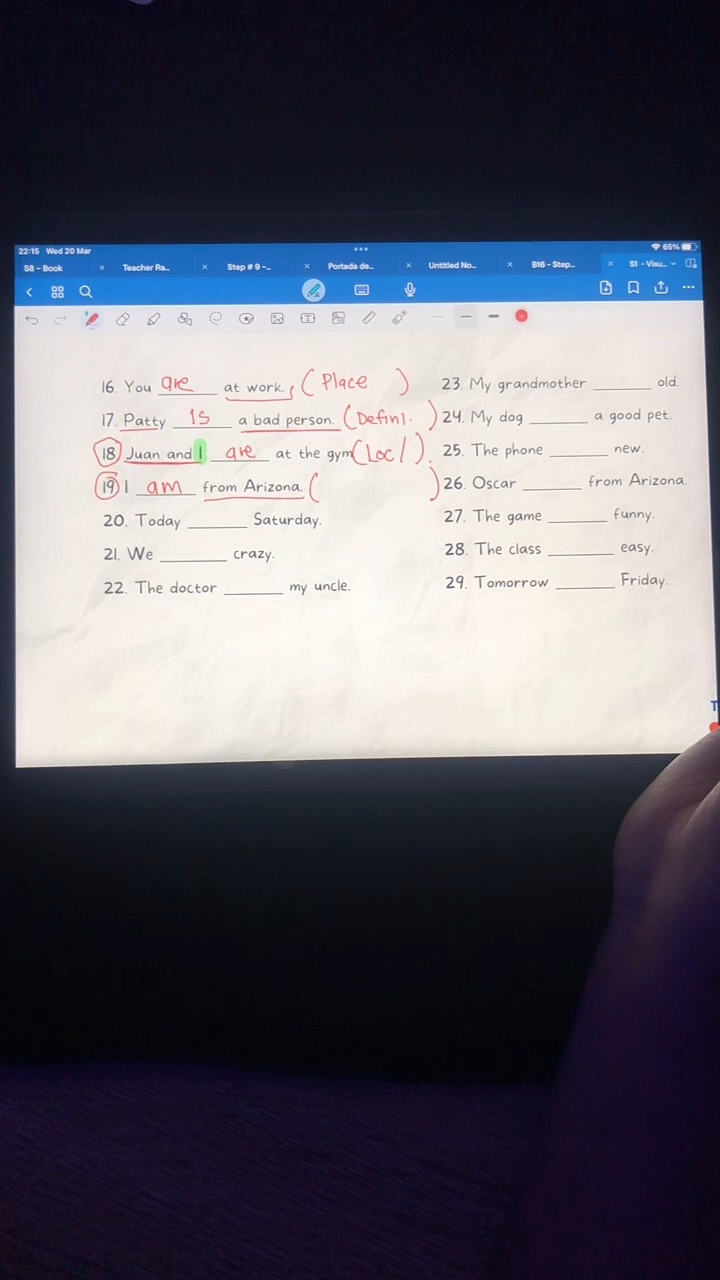 22:15 Wed 20 Mar
65%
S8 - Book
Teacher Ra...
Step # 9 -...
Portada de...
Untitled No...
B16 - Step...
S1 - Visu...
16. You are at work. (Place )
17. Patty is a bad person. (Defini. )
18. Juan and I are at the gym (Loc/ ).
19. I am from Arizona. ( )
20. Today ______ Saturday.
21. We ______ crazy.
22. The doctor ______ my uncle.
23. My grandmother ______ old.
24. My dog ______ a good pet.
25. The phone ______ new.
26. Oscar ______ from Arizona.
27. The game ______ funny.
28. The class ______ easy.
29. Tomorrow ______ Friday.
T